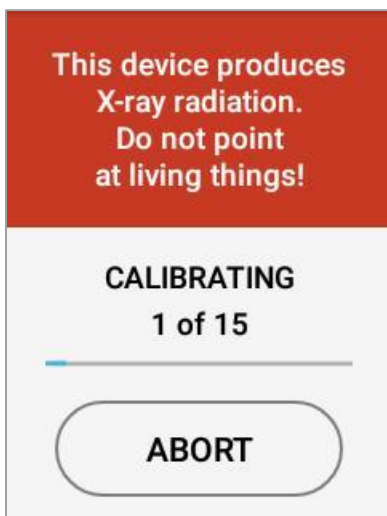 This device produces
X-ray radiation.
Do not point
at living things!
CALIBRATING
1 of 15
ABORT